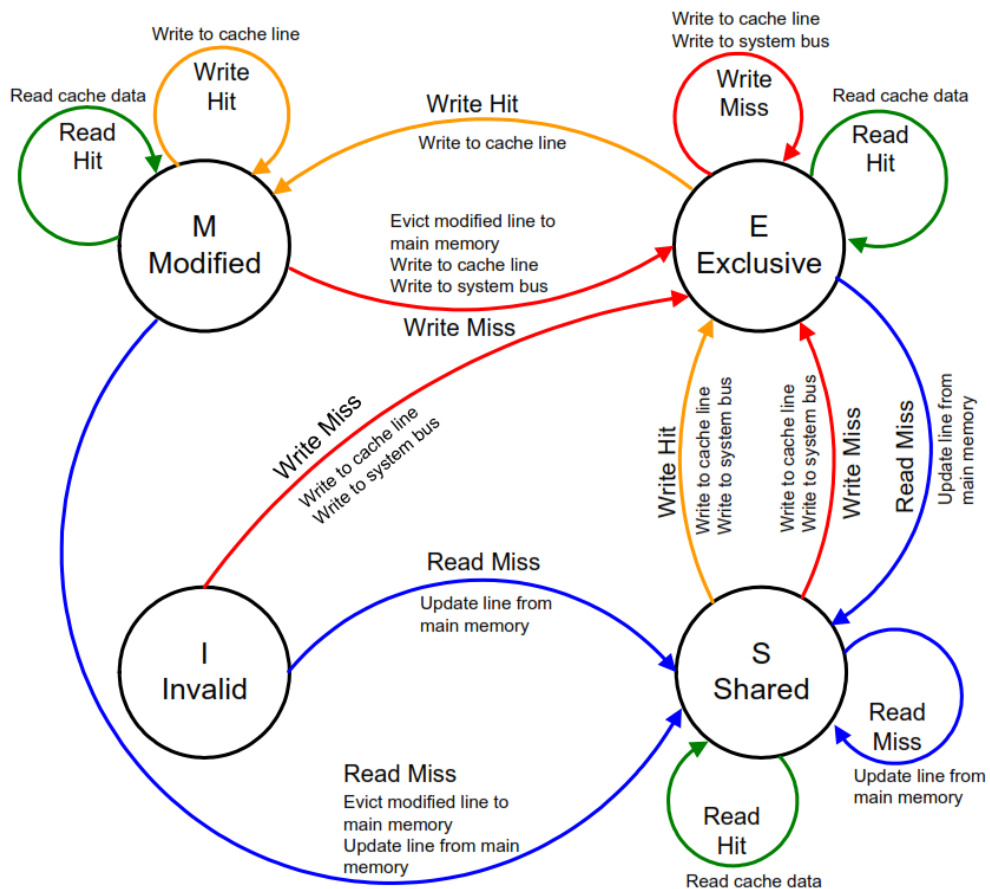 Write to cache line
Write
Hit
Read cache data
Read
Hit
Write Hit
Write to cache line
Write to cache line
Write to system bus
Write
Miss
Read cache data
Read
Hit
M
Modified
E
Exclusive
Evict modified line to
main memory
Write to cache line
Write to system bus
Write Miss
Write Miss
Write to cache line
Write to system bus
Write Hit
Write to cache line
Write to system bus
Write to cache line
Write to system bus
Write Miss
Read Miss
Update line from
main memory
Read Miss
Update line from
main memory
I
Invalid
S
Shared
Read
Miss
Update line from
main memory
Read Miss
Evict modified line to
main memory
Update line from main
memory
Read
Hit
Read cache data